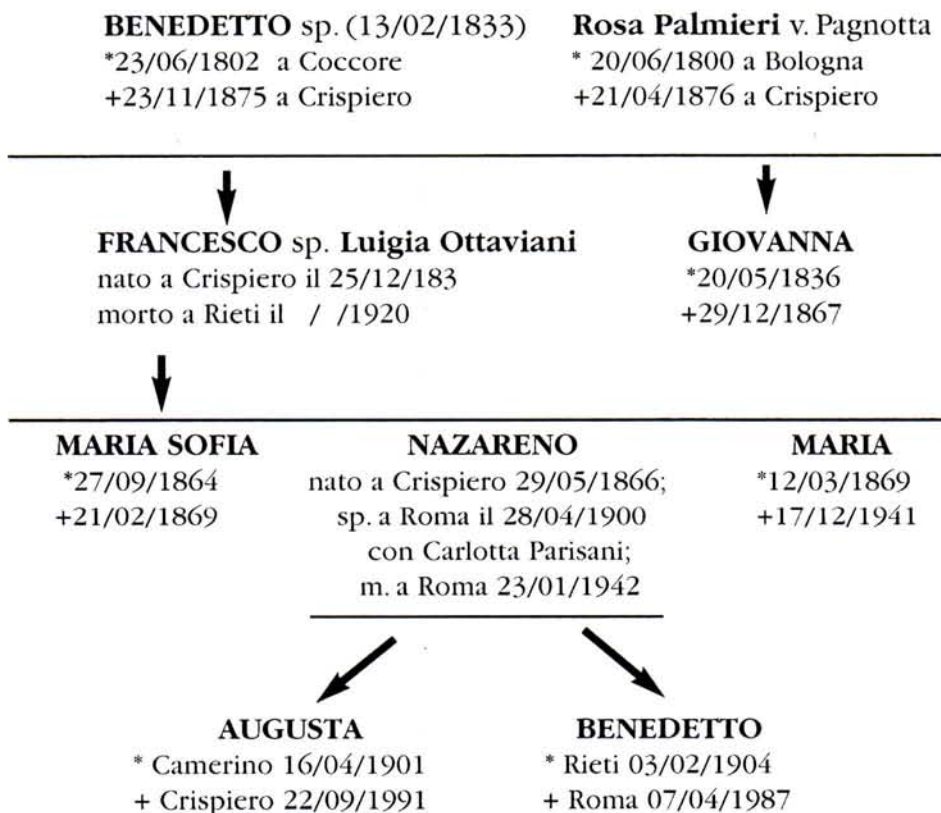 BENEDETTO sp. (13/02/1833)
*23/06/1802 a Coccore
+23/11/1875 a Crispiero
Rosa Palmieri v. Pagnotta
* 20/06/1800 a Bologna
+21/04/1876 a Crispiero
FRANCESCO sp. Luigia Ottaviani
nato a Crispiero il 25/12/183
morto a Rieti il / /1920
GIOVANNA
*20/05/1836
+29/12/1867
MARIA SOFIA
*27/09/1864
+21/02/1869
NAZARENO
nato a Crispiero 29/05/1866;
sp. a Roma il 28/04/1900
con Carlotta Parisani;
m. a Roma 23/01/1942
MARIA
*12/03/1869
+17/12/1941
AUGUSTA
* Camerino 16/04/1901
+ Crispiero 22/09/1991
BENEDETTO
* Rieti 03/02/1904
+ Roma 07/04/1987